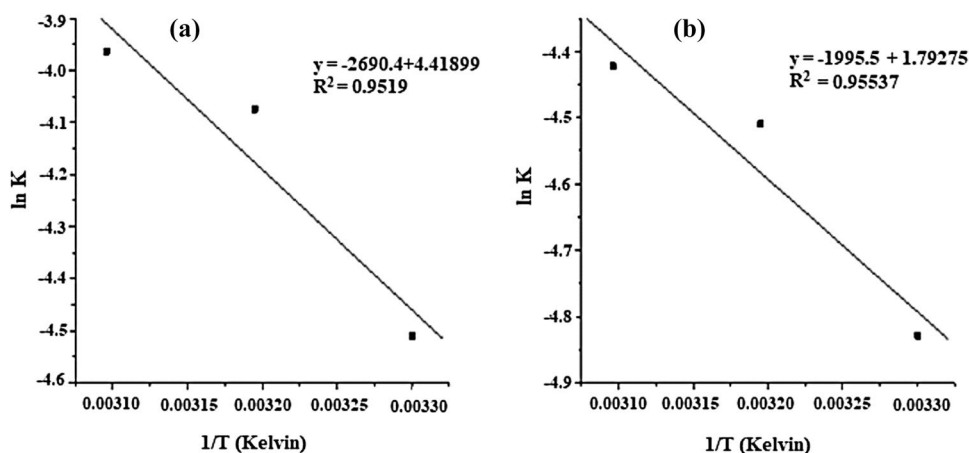 (a)
y = -2690.4+4.41899
R² = 0.9519
ln K
-3.9
-4.0
-4.1
-4.2
-4.3
-4.4
-4.5
-4.6
0.00310 0.00315 0.00320 0.00325 0.00330
1/T (Kelvin)
(b)
y = -1995.5 + 1.79275
R² = 0.95537
ln K
-4.4
-4.5
-4.6
-4.7
-4.8
-4.9
0.00310 0.00315 0.00320 0.00325 0.00330
1/T (Kelvin)